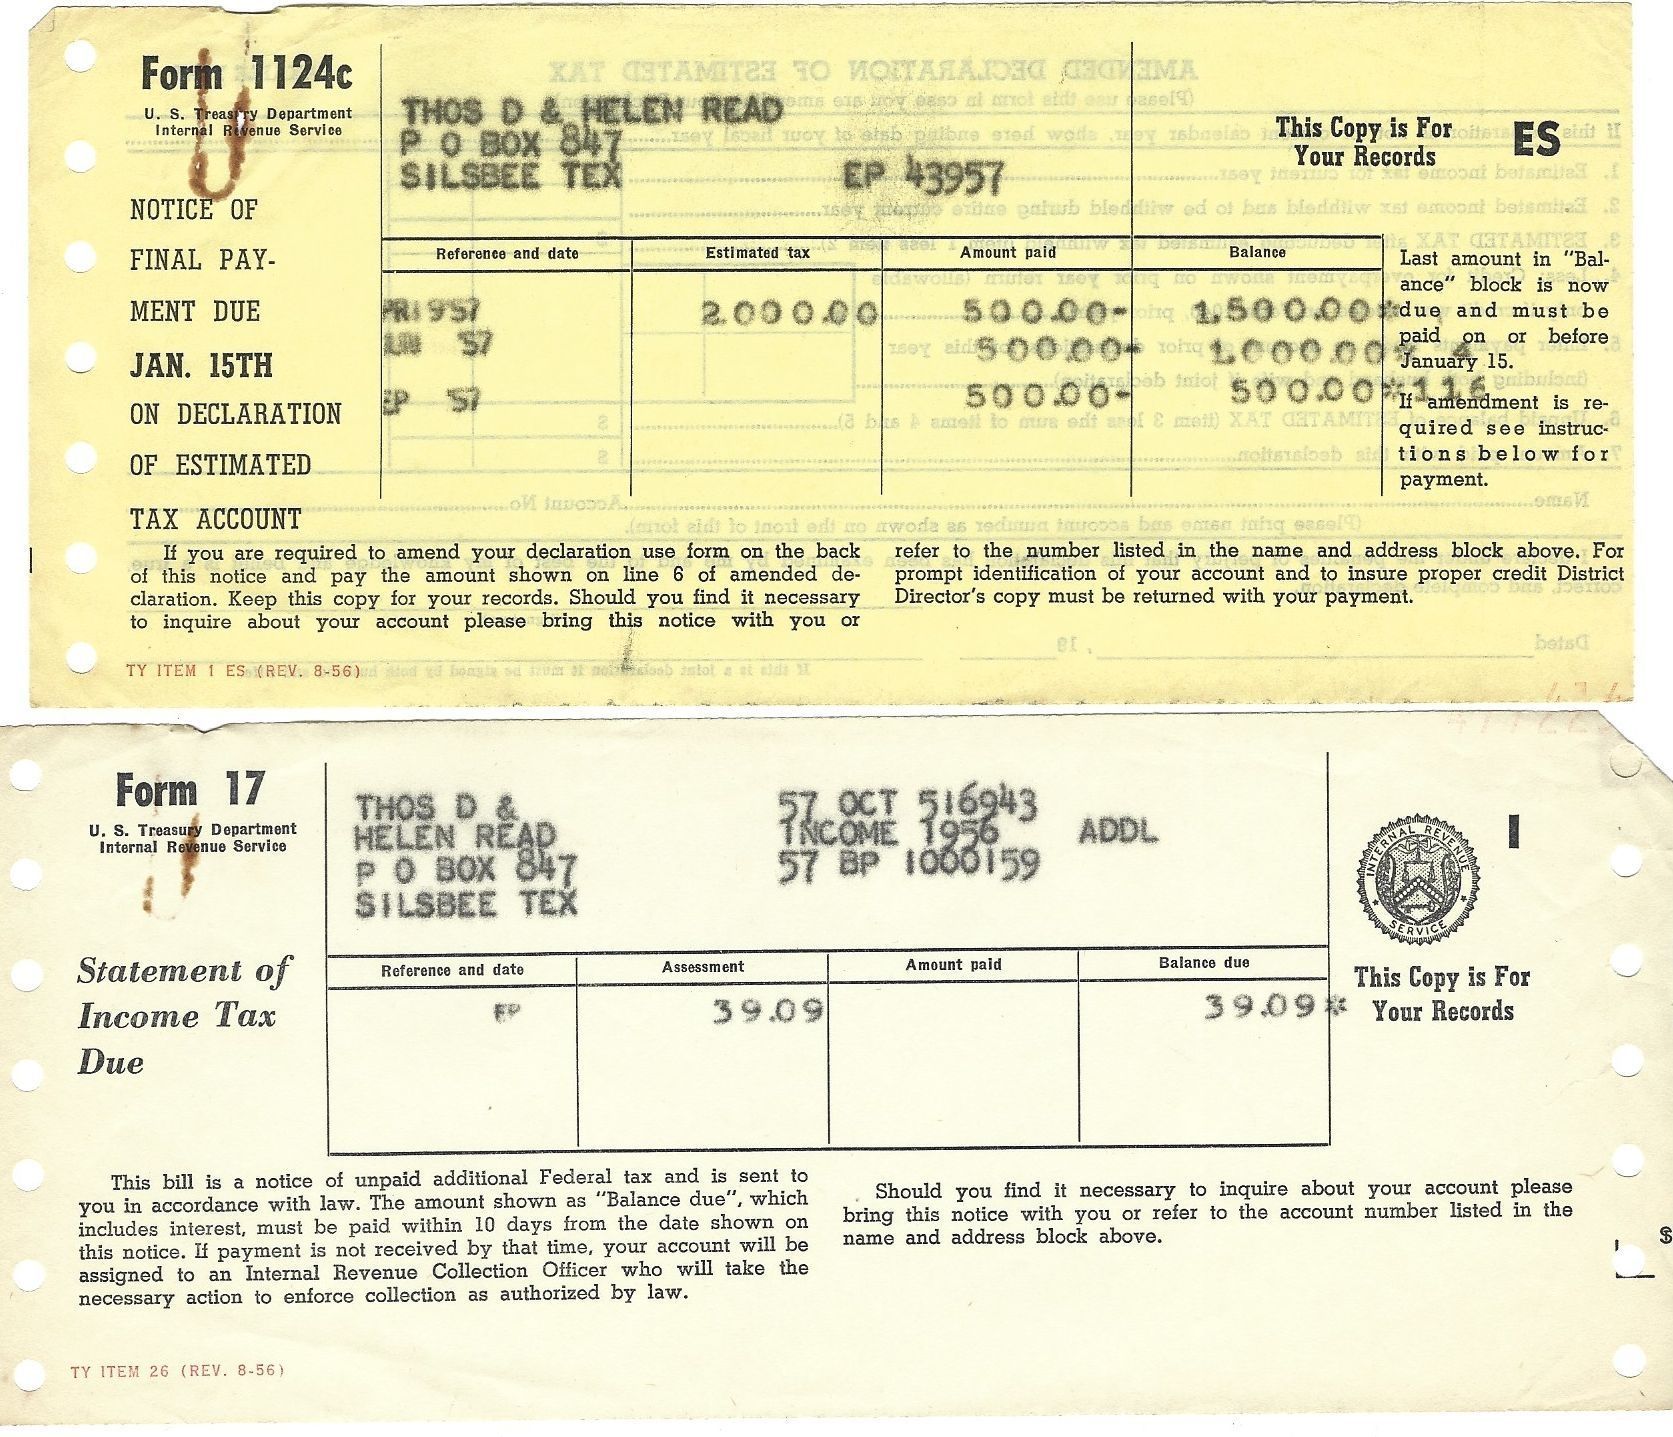 Form 1124c
U. S. Treasury Department
Internal Revenue Service
NOTICE OF
FINAL PAY-
MENT DUE
JAN. 15TH
ON DECLARATION
OF ESTIMATED
TAX ACCOUNT
THOS D & HELEN READ
P O BOX 847
SILSBEE TEX EP 43957
This Copy is For
Your Records
ES
Reference and date Estimated tax Amount paid Balance
PR1957 2.000.00 500.00- 1,500.00*
57 500.00- 1.000.00* 4
EP 57 500.00- 500.00*116
Last amount in "Bal-
ance" block is now
due and must be
paid on or before
January 15.
If amendment is re-
quired see instruc-
tions below for
payment.
If you are required to amend your declaration use form on the back
of this notice and pay the amount shown on line 6 of amended de-
claration. Keep this copy for your records. Should you find it necessary
to inquire about your account please bring this notice with you or
refer to the number listed in the name and address block above. For
prompt identification of your account and to insure proper credit District
Director's copy must be returned with your payment.
TY ITEM 1 ES (REV. 8-56)
Form 17
U. S. Treasury Department
Internal Revenue Service
Statement of
Income Tax
Due
THOS D &
HELEN READ
P O BOX 847
SILSBEE TEX
57 OCT 516943
INCOME 1956 ADDL
57 BP 1000159
INTERNAL REVENUE SERVICE
I
This Copy is For
Your Records
Reference and date Assessment Amount paid Balance due
EP 39.09 39.09*
This bill is a notice of unpaid additional Federal tax and is sent to
you in accordance with law. The amount shown as "Balance due", which
includes interest, must be paid within 10 days from the date shown on
this notice. If payment is not received by that time, your account will be
assigned to an Internal Revenue Collection Officer who will take the
necessary action to enforce collection as authorized by law.
Should you find it necessary to inquire about your account please
bring this notice with you or refer to the account number listed in the
name and address block above.
$
TY ITEM 26 (REV. 8-56)